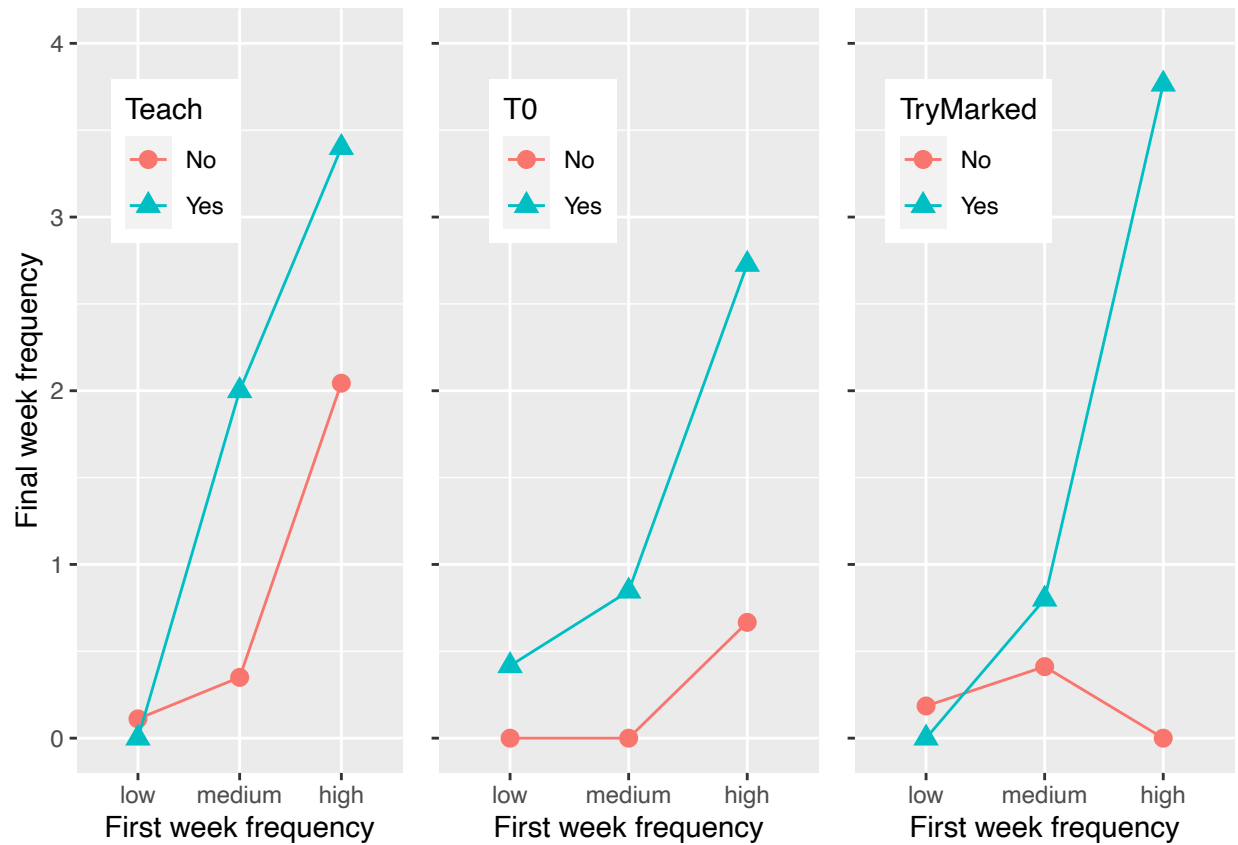 Final week frequency
4
3
2
1
0
Teach
No
Yes
low medium high
First week frequency
T0
No
Yes
low medium high
First week frequency
TryMarked
No
Yes
low medium high
First week frequency